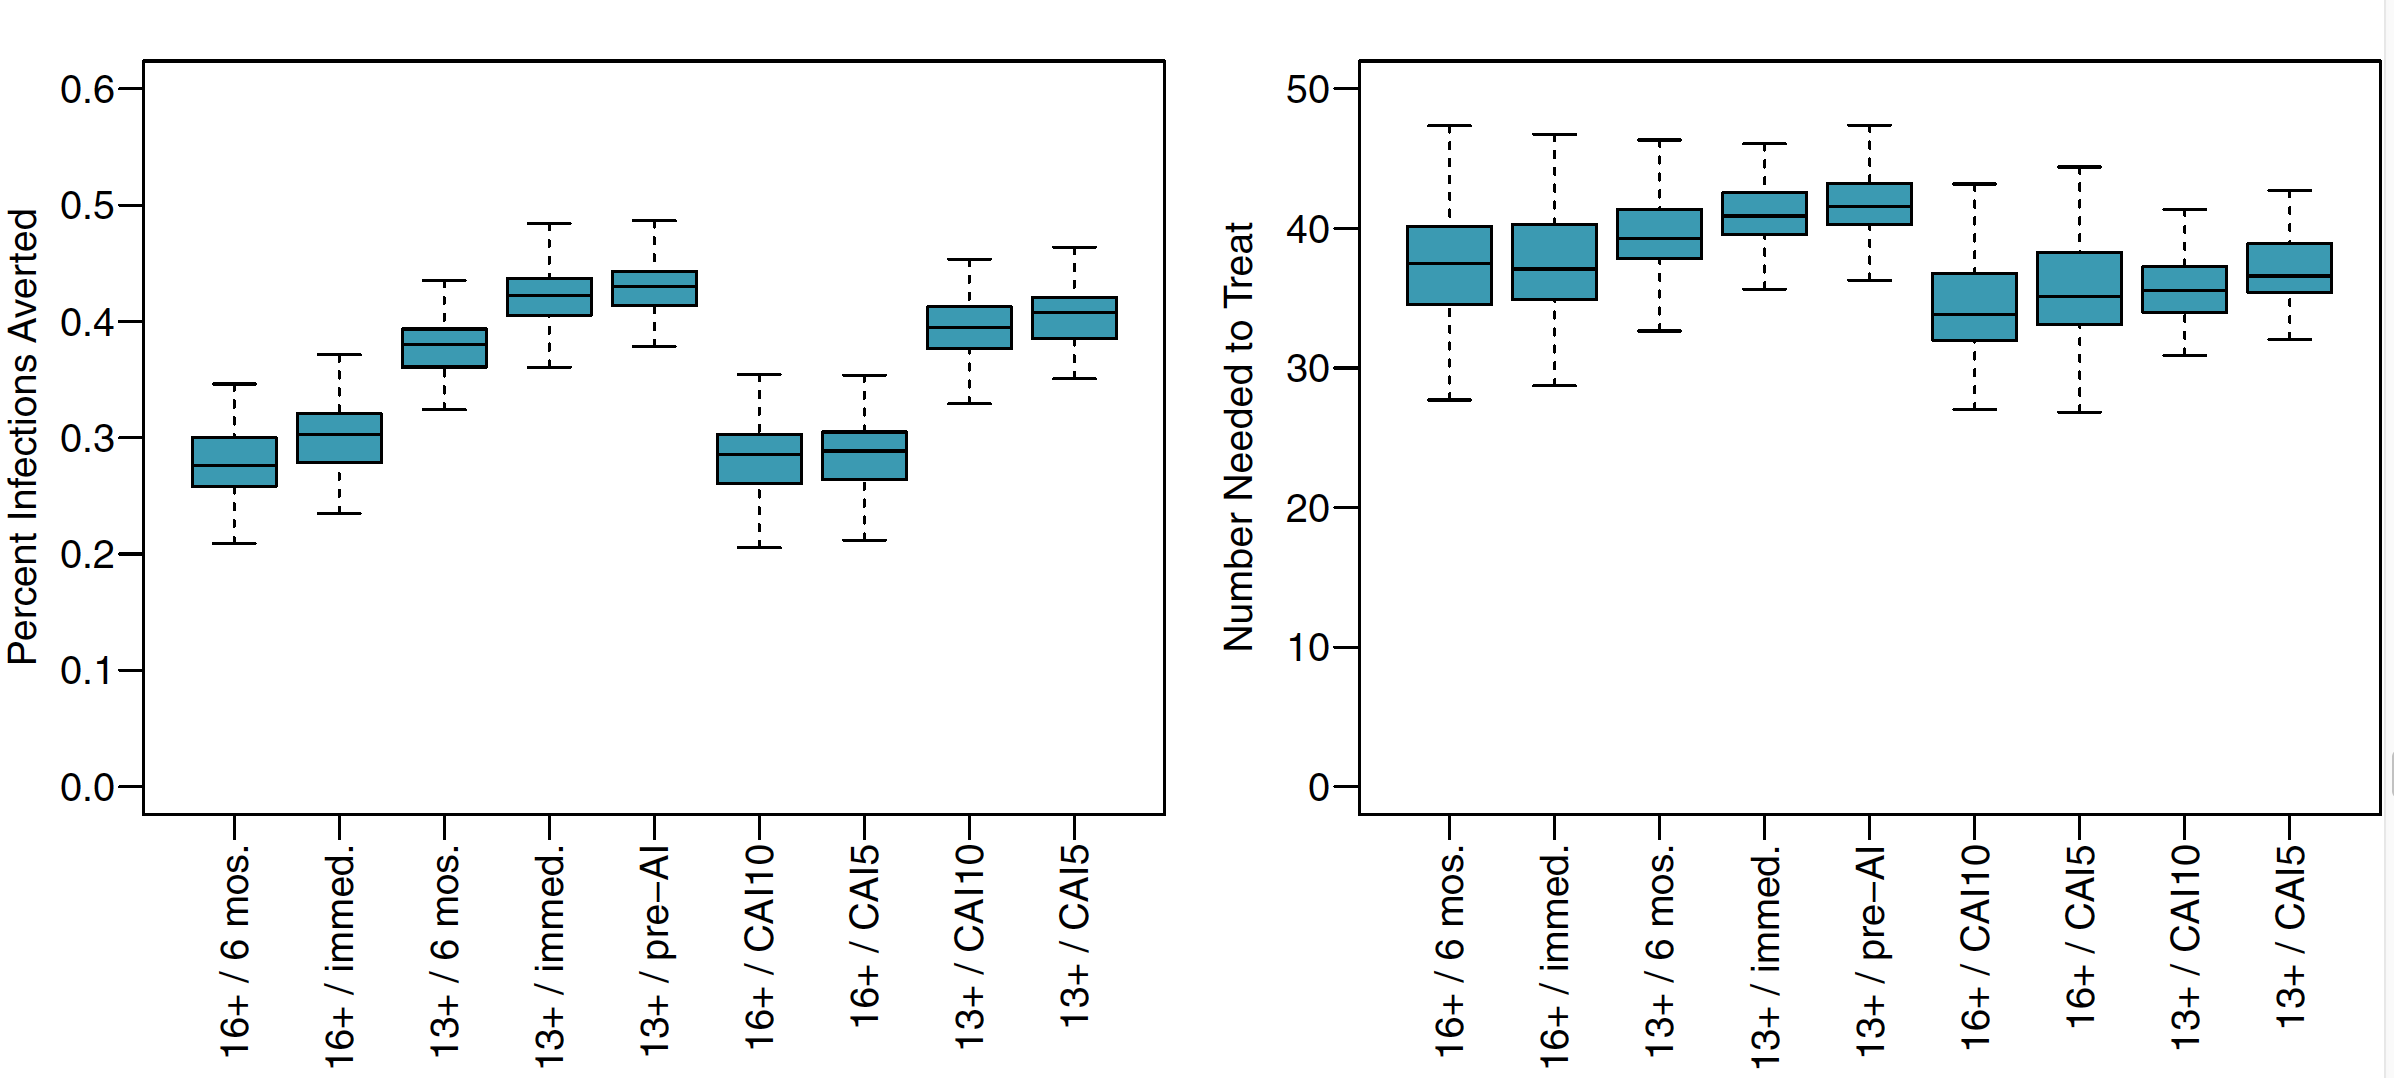 Percent Infections Averted
0.6
0.5
0.4
0.3
0.2
0.1
0.0
16+ / 6 mos.
16+ / immed.
13+ / 6 mos.
13+ / immed.
13+ / pre−AI
16+ / CAI10
16+ / CAI5
13+ / CAI10
13+ / CAI5
Number Needed to Treat
50
40
30
20
10
0
16+ / 6 mos.
16+ / immed.
13+ / 6 mos.
13+ / immed.
13+ / pre−AI
16+ / CAI10
16+ / CAI5
13+ / CAI10
13+ / CAI5